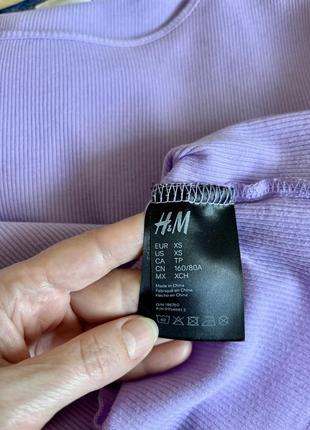 H&M
EUR XS
US XS
CA TP
CN 160/80A
MX XCH
Made in China
Fabriqué en Chine
Hecho en China